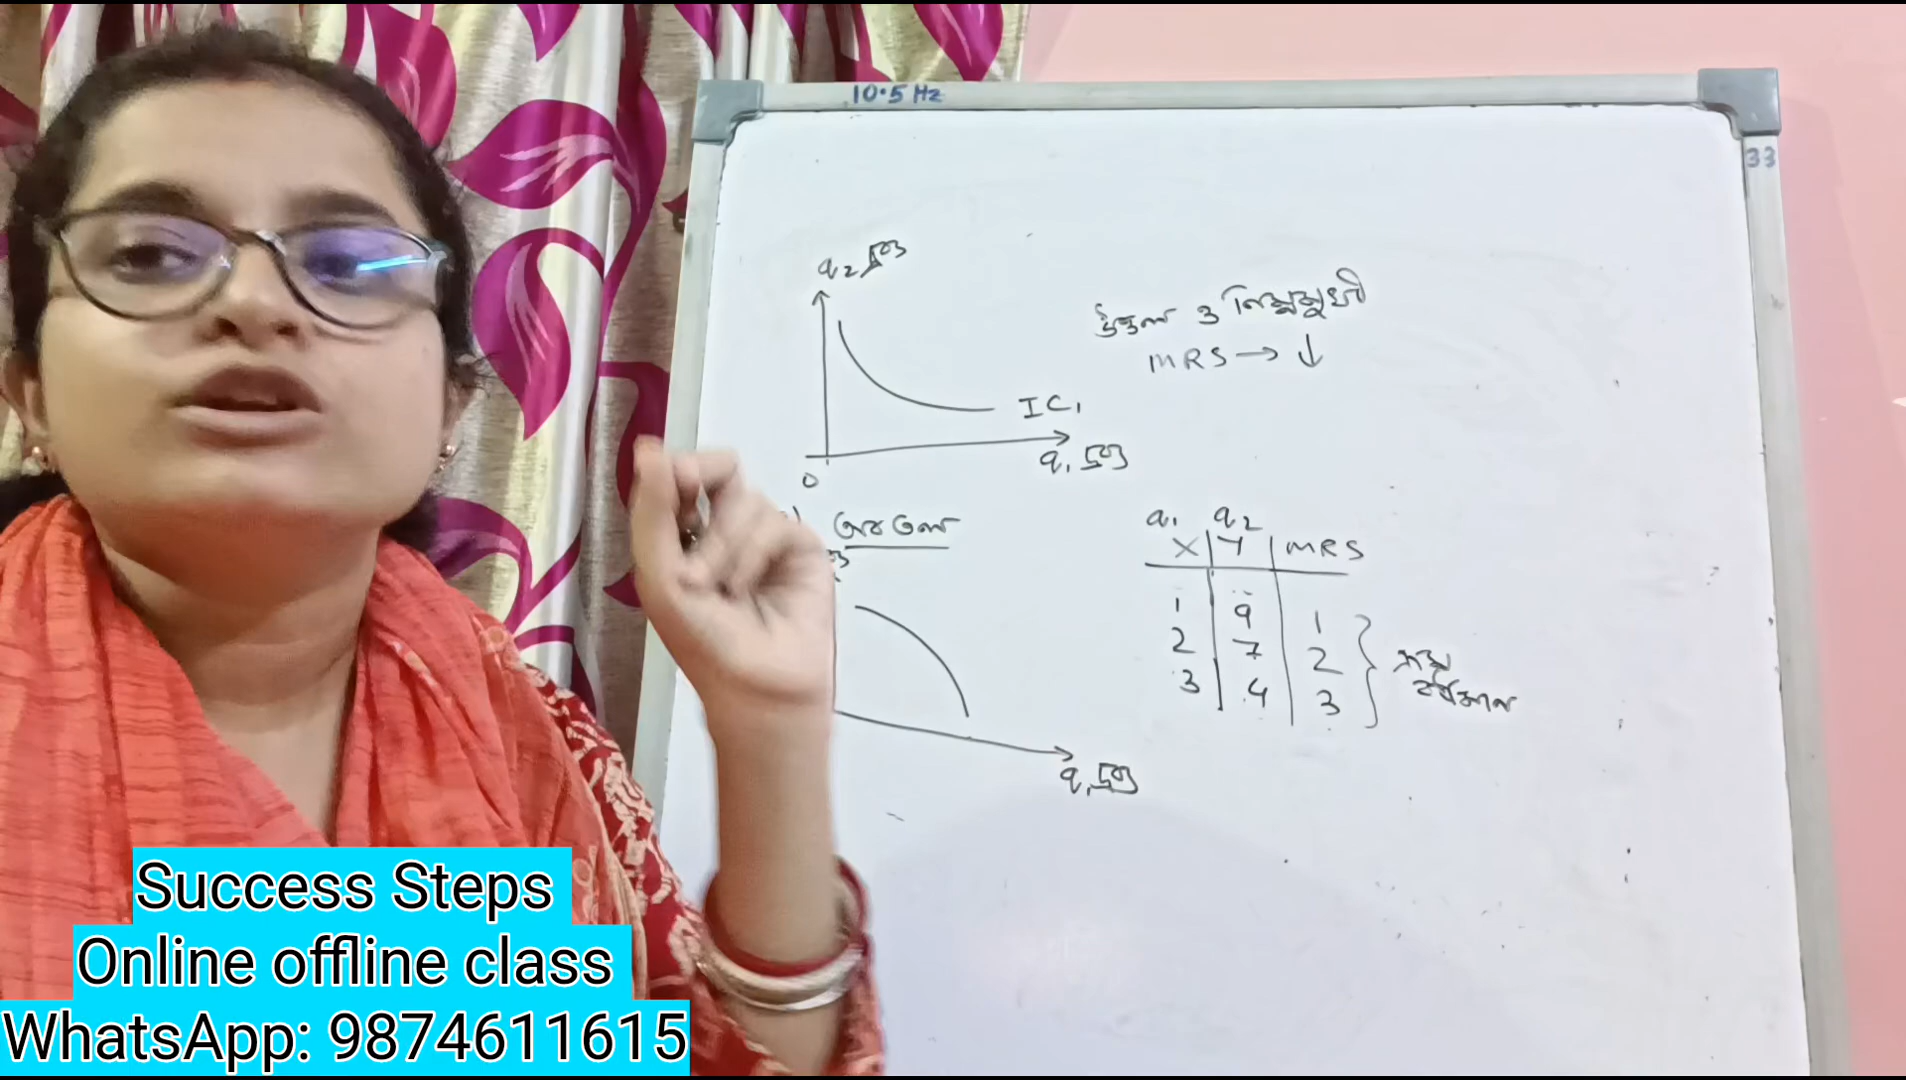 10.5 Hz
33
q₂ দ্রব্য
উত্তল ও নিম্নমুখী
MRS → ↓
IC₁
q₁ দ্রব্য
0
অবতল
q₁ q₂
X Y MRS
1 9 1
2 7 2
3 4 3
ক্রম
বর্ধমান
q₁ দ্রব্য
Success Steps
Online offline class
WhatsApp: 9874611615